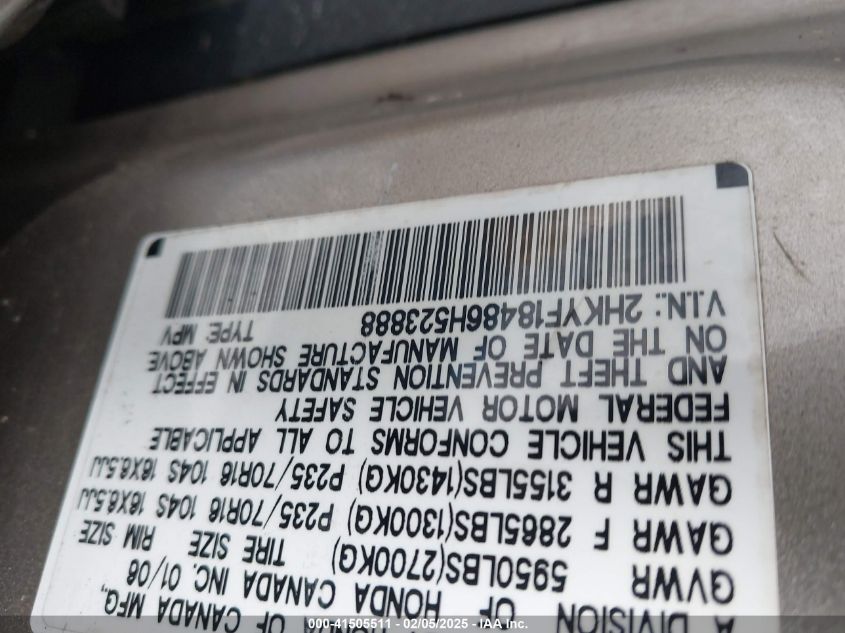 OF CANADA MFG,
A DIVISION OF HONDA CANADA INC. 01/06
GVWR 5950LBS(2700KG) TIRE SIZE RIM SIZE
GAWR F 2865LBS(1300KG) P235/70R16 104S 16X6.5JJ
GAWR R 3155LBS(1430KG) P235/70R16 104S 16X6.5JJ
THIS VEHICLE CONFORMS TO ALL APPLICABLE
FEDERAL MOTOR VEHICLE SAFETY
AND THEFT PREVENTION STANDARDS IN EFFECT
ON THE DATE OF MANUFACTURE SHOWN ABOVE
V.I.N.: 2HKYF18486H523888 TYPE MPV
000-41505511 - 02/05/2025 - IAA Inc.